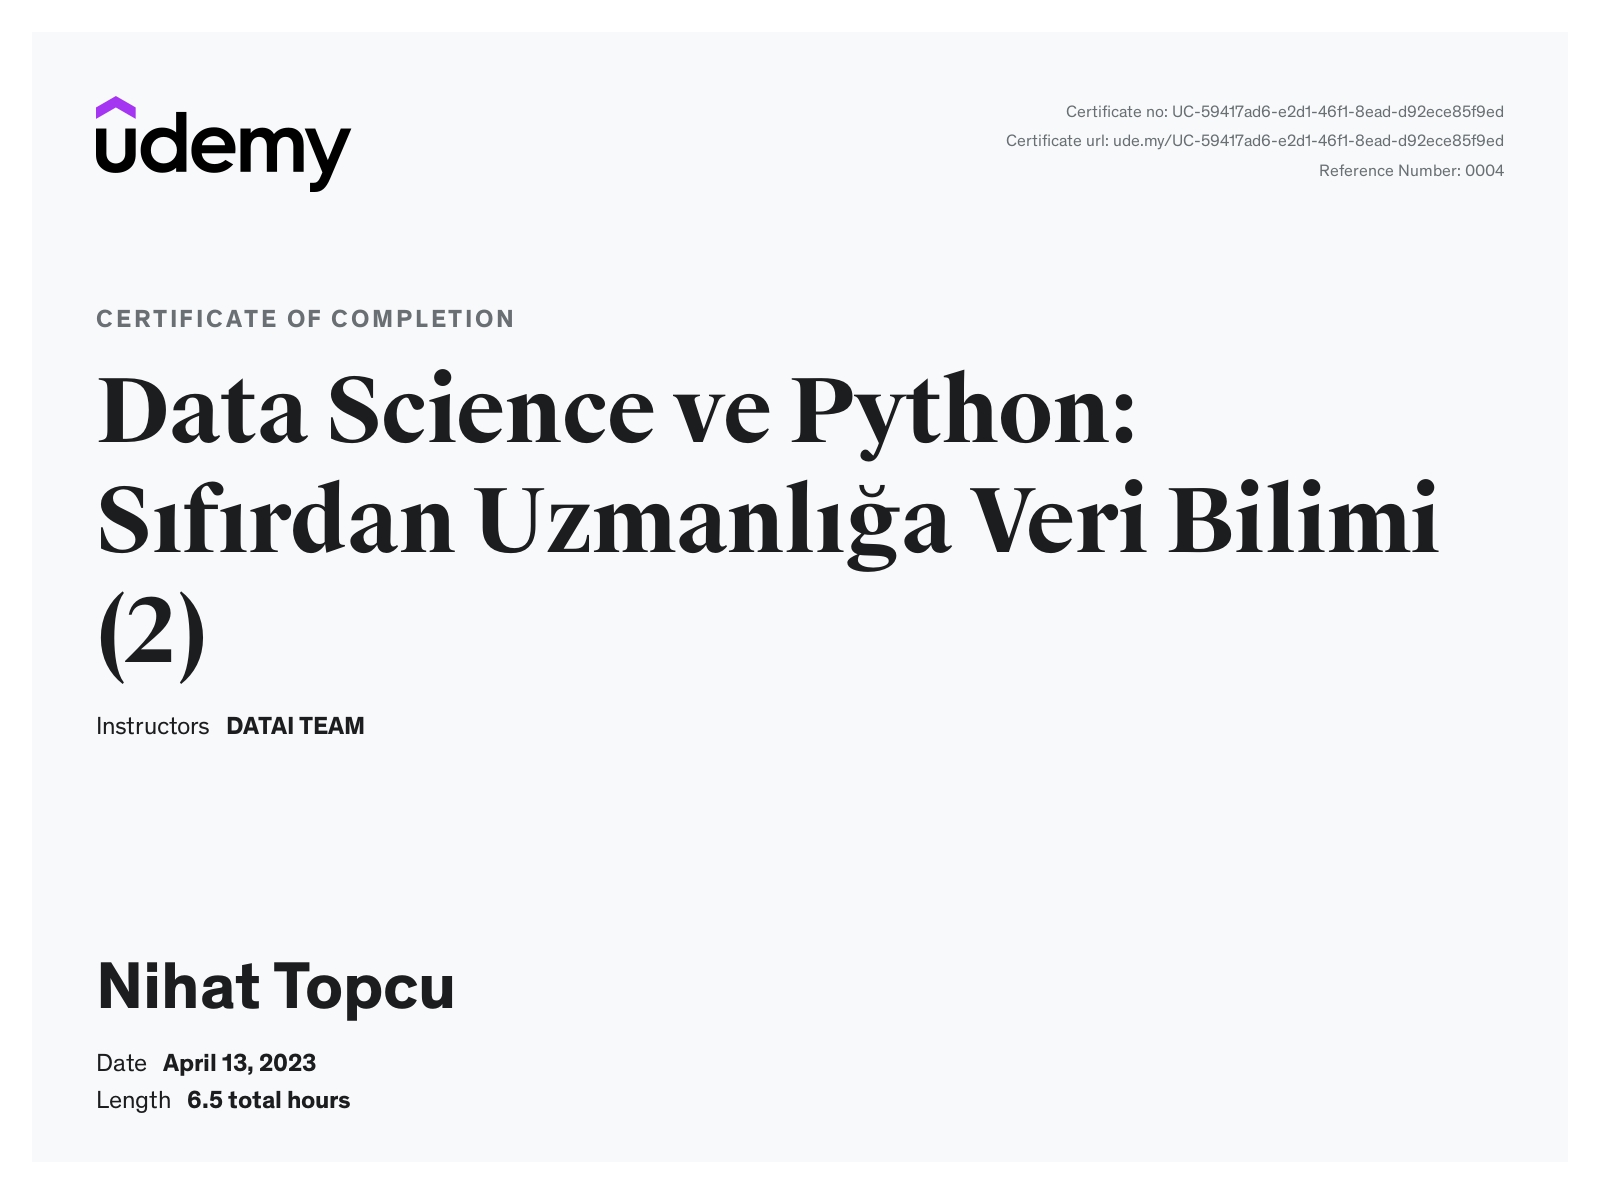 udemy
Certificate no: UC-59417ad6-e2d1-46f1-8ead-d92ece85f9ed
Certificate url: ude.my/UC-59417ad6-e2d1-46f1-8ead-d92ece85f9ed
Reference Number: 0004
CERTIFICATE OF COMPLETION
Data Science ve Python:
Sıfırdan Uzmanlığa Veri Bilimi
(2)
Instructors DATAI TEAM
Nihat Topcu
Date April 13, 2023
Length 6.5 total hours